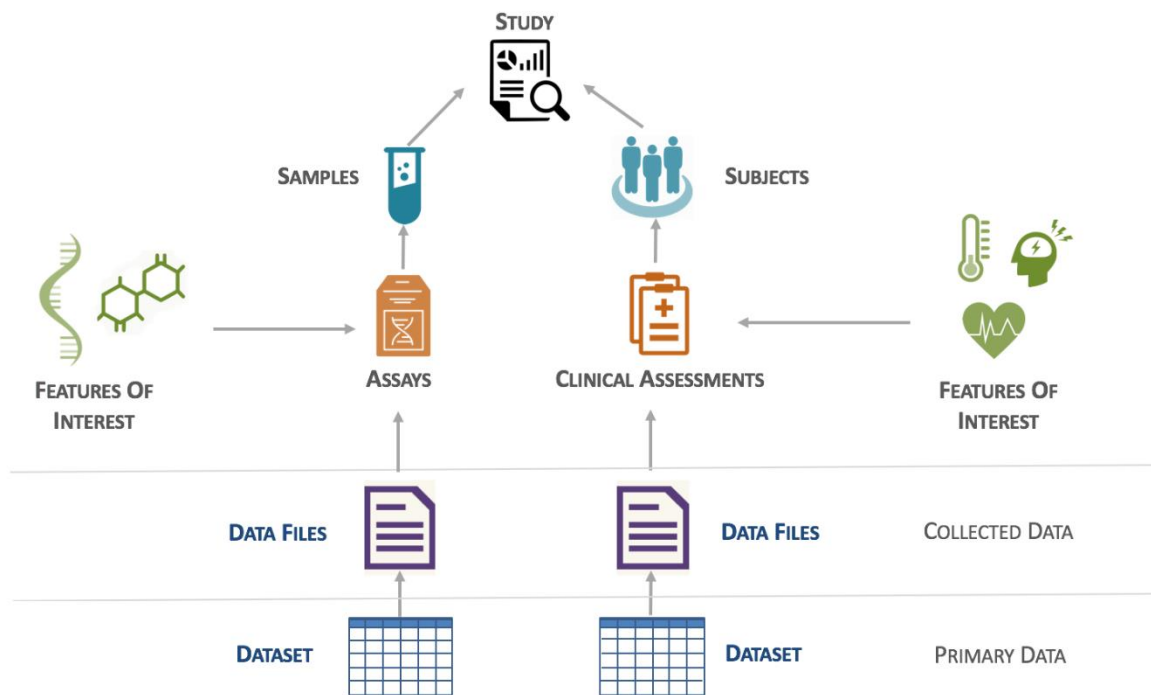 STUDY
SAMPLES
SUBJECTS
FEATURES OF
INTEREST
ASSAYS
CLINICAL ASSESSMENTS
FEATURES OF
INTEREST
DATA FILES
DATA FILES
COLLECTED DATA
DATASET
DATASET
PRIMARY DATA